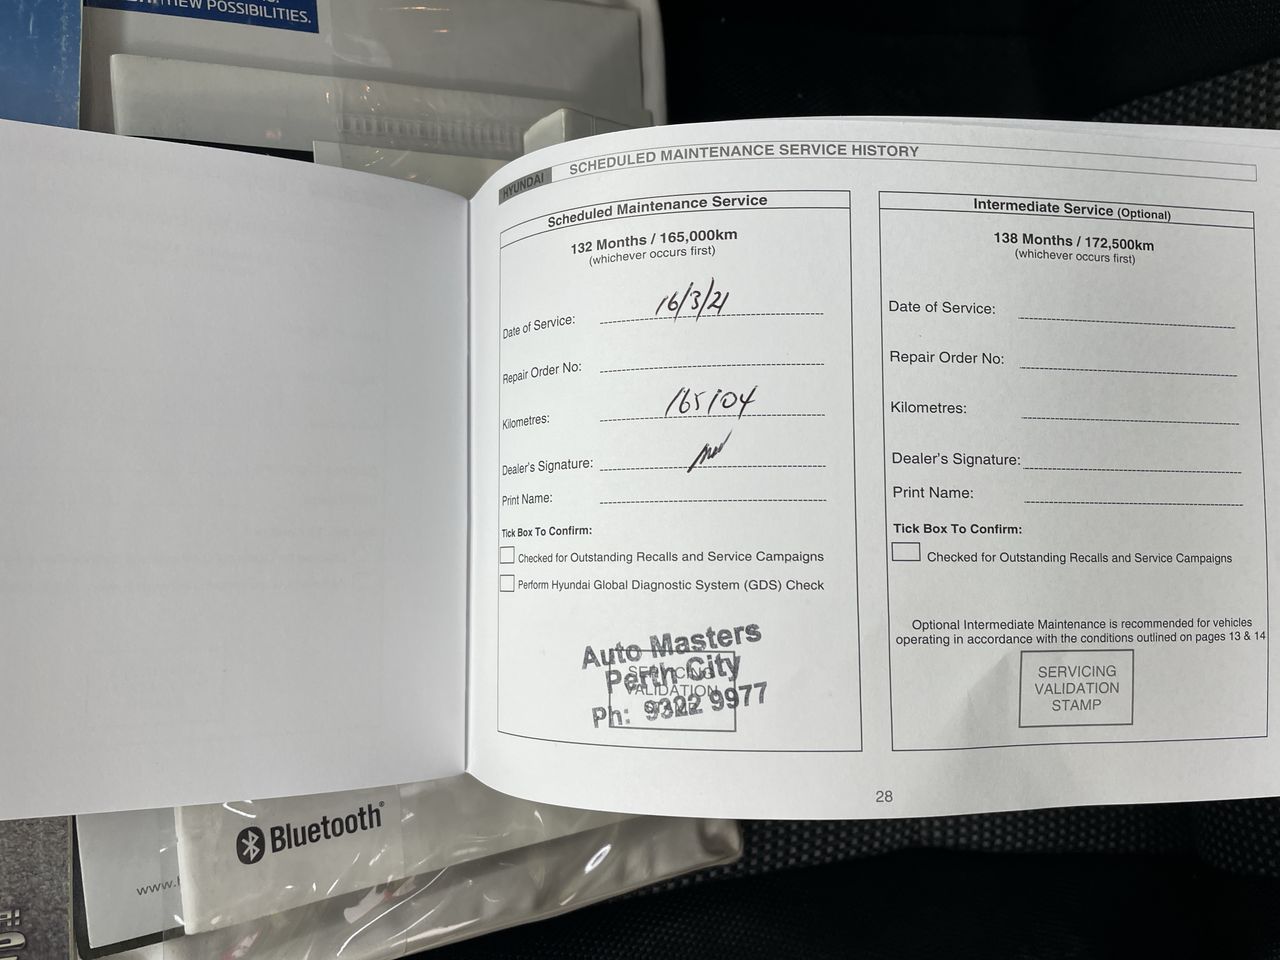 NEW POSSIBILITIES.
HYUNDAI
SCHEDULED MAINTENANCE SERVICE HISTORY
Scheduled Maintenance Service
132 Months / 165,000km
(whichever occurs first)
Date of Service: 16/3/21
Repair Order No:
Kilometres: 165104
Dealer's Signature:
Print Name:
Tick Box To Confirm:
Checked for Outstanding Recalls and Service Campaigns
Perform Hyundai Global Diagnostic System (GDS) Check
Auto Masters
Perth City
Ph: 9322 9977
SERVICING
VALIDATION
STAMP
Intermediate Service (Optional)
138 Months / 172,500km
(whichever occurs first)
Date of Service:
Repair Order No:
Kilometres:
Dealer's Signature:
Print Name:
Tick Box To Confirm:
Checked for Outstanding Recalls and Service Campaigns
Optional Intermediate Maintenance is recommended for vehicles
operating in accordance with the conditions outlined on pages 13 & 14
SERVICING
VALIDATION
STAMP
28
Bluetooth®
www.